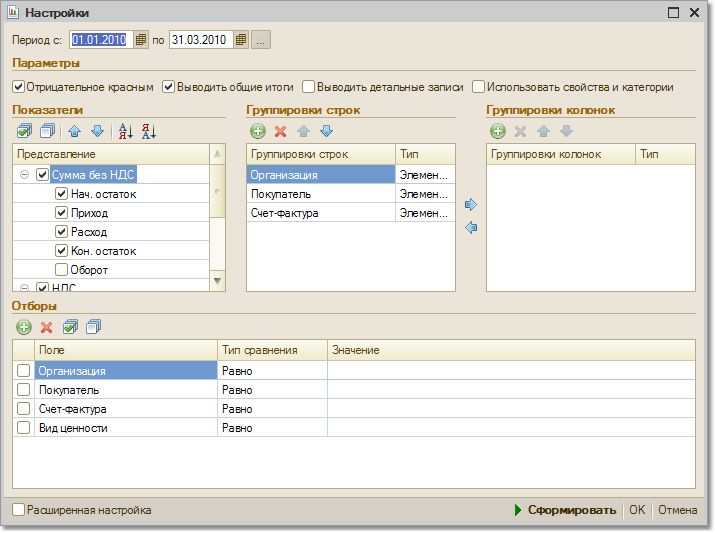 Настройки
Период с: 01.01.2010 по 31.03.2010 ...
Параметры
Отрицательное красным Выводить общие итоги Выводить детальные записи Использовать свойства и категории
Показатели Группировки строк Группировки колонок
Представление Группировки строк Тип Группировки колонок Тип
Сумма без НДС Организация Элемен...
Нач. остаток Покупатель Элемен...
Приход Счет-фактура Элемен...
Расход
Кон. остаток
Оборот
НДС
Отборы
Поле Тип сравнения Значение
Организация Равно
Покупатель Равно
Счет-фактура Равно
Вид ценности Равно
Расширенная настройка Сформировать OK Отмена